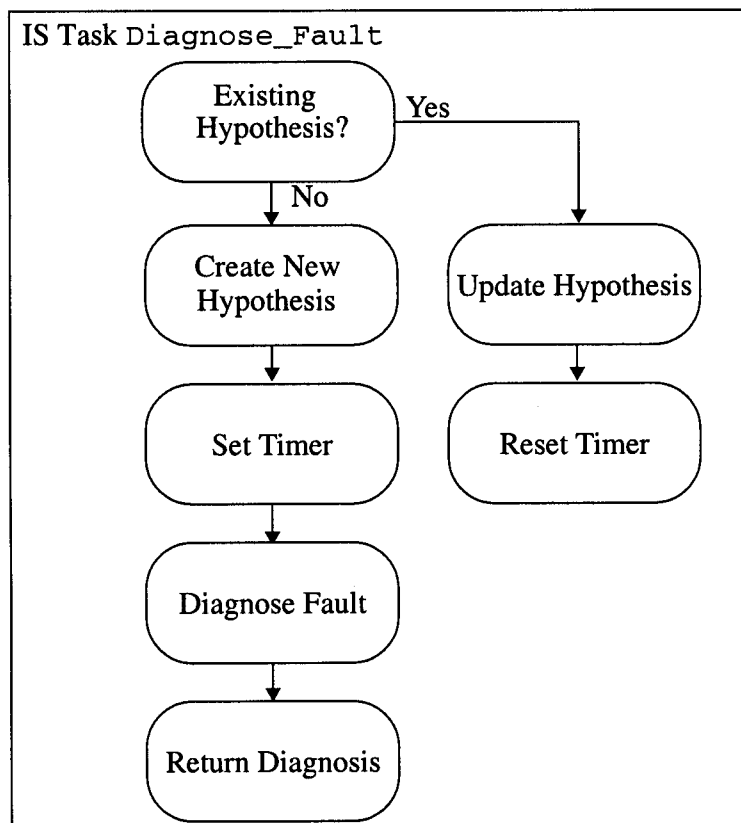 IS Task Diagnose_Fault
Existing
Hypothesis?
Yes
No
Create New
Hypothesis
Update Hypothesis
Set Timer
Reset Timer
Diagnose Fault
Return Diagnosis